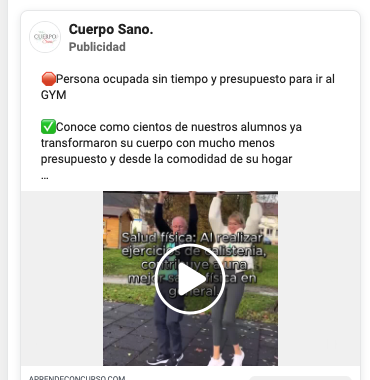 Cuerpo Sano.
CUERPO
Sano
Publicidad
🛑Persona ocupada sin tiempo y presupuesto para ir al
GYM
✅Conoce como cientos de nuestros alumnos ya
transformaron su cuerpo con mucho menos
presupuesto y desde la comodidad de su hogar
...
Salud física: Al realizar
ejercicios de calistenia,
contribuye a una
mejor salud física en
general.
APRENDECONCURSO.COM